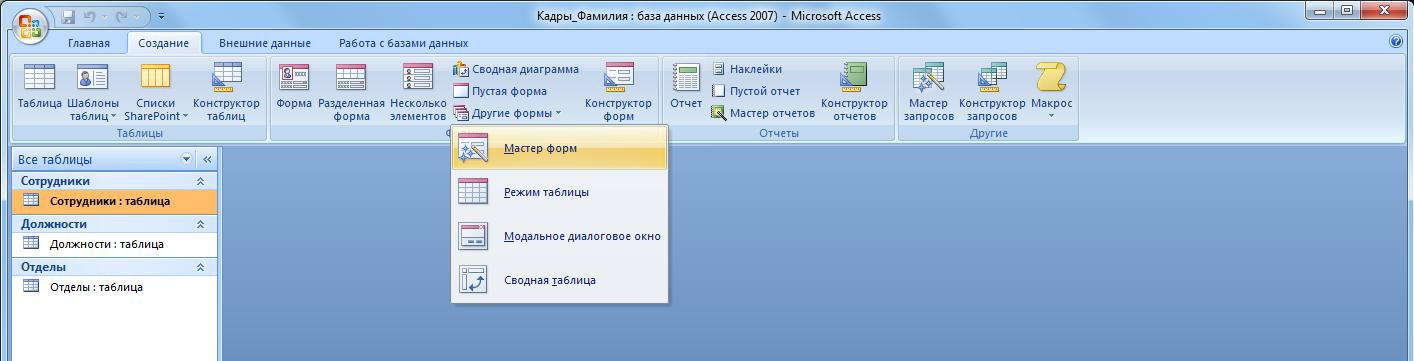 Кадры_Фамилия : база данных (Access 2007) - Microsoft Access
Главная Создание Внешние данные Работа с базами данных
Таблица
Шаблоны
таблиц
Списки
SharePoint
Конструктор
таблиц
Таблицы
Форма
Разделенная
форма
Несколько
элементов
Сводная диаграмма
Пустая форма
Другие формы
Конструктор
форм
Ф
Отчет
Наклейки
Пустой отчет
Мастер отчетов
Конструктор
отчетов
Отчеты
Мастер
запросов
Конструктор
запросов
Макрос
Другие
Мастер форм
Режим таблицы
Модальное диалоговое окно
Сводная таблица
Все таблицы
Сотрудники
Сотрудники : таблица
Должности
Должности : таблица
Отделы
Отделы : таблица